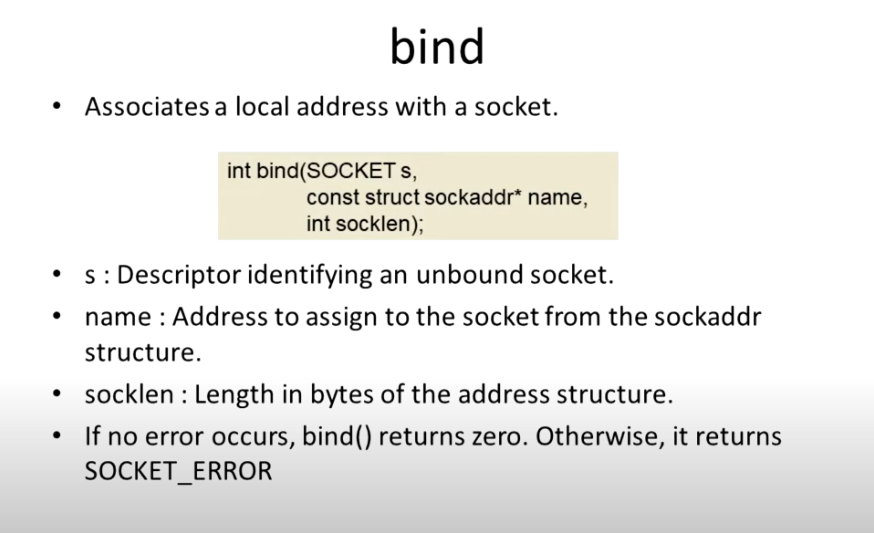 bind
• Associates a local address with a socket.
int bind(SOCKET s,
const struct sockaddr* name,
int socklen);
• s : Descriptor identifying an unbound socket.
• name : Address to assign to the socket from the sockaddr
structure.
• socklen : Length in bytes of the address structure.
• If no error occurs, bind() returns zero. Otherwise, it returns
SOCKET_ERROR